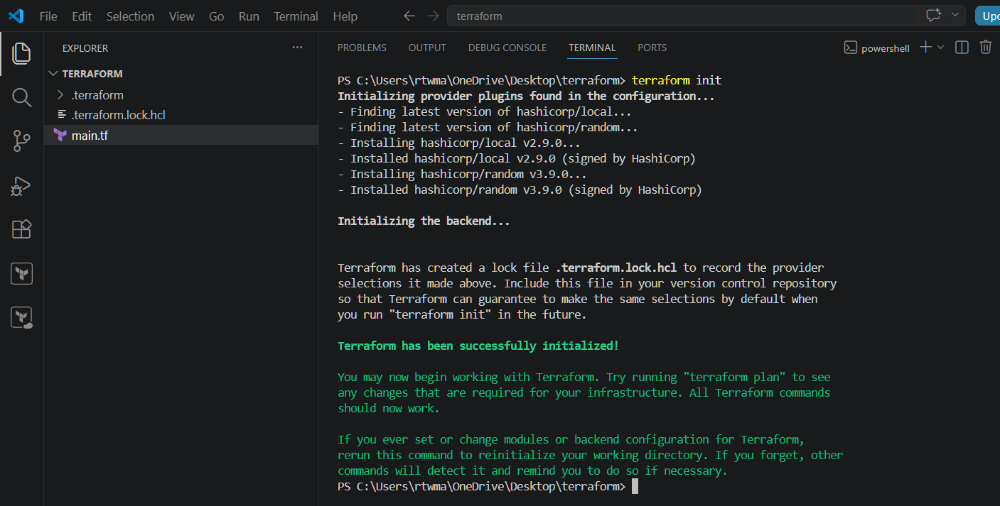 File Edit Selection View Go Run Terminal Help
terraform
EXPLORER
TERRAFORM
.terraform
.terraform.lock.hcl
main.tf
PROBLEMS OUTPUT DEBUG CONSOLE TERMINAL PORTS
powershell
PS C:\Users\rtwma\OneDrive\Desktop\terraform> terraform init
Initializing provider plugins found in the configuration...
- Finding latest version of hashicorp/local...
- Finding latest version of hashicorp/random...
- Installing hashicorp/local v2.9.0...
- Installed hashicorp/local v2.9.0 (signed by HashiCorp)
- Installing hashicorp/random v3.9.0...
- Installed hashicorp/random v3.9.0 (signed by HashiCorp)
Initializing the backend...
Terraform has created a lock file .terraform.lock.hcl to record the provider
selections it made above. Include this file in your version control repository
so that Terraform can guarantee to make the same selections by default when
you run "terraform init" in the future.
Terraform has been successfully initialized!
You may now begin working with Terraform. Try running "terraform plan" to see
any changes that are required for your infrastructure. All Terraform commands
should now work.
If you ever set or change modules or backend configuration for Terraform,
rerun this command to reinitialize your working directory. If you forget, other
commands will detect it and remind you to do so if necessary.
PS C:\Users\rtwma\OneDrive\Desktop\terraform>